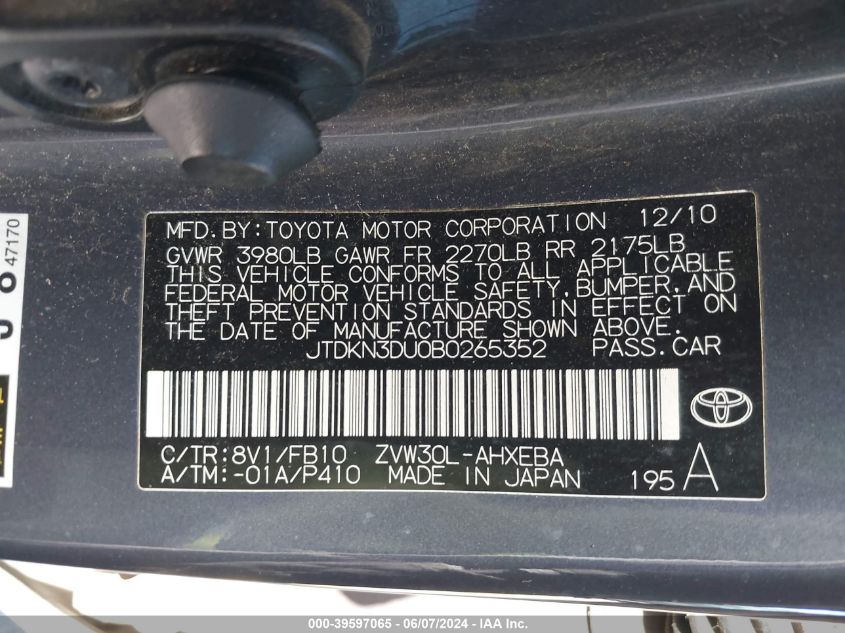 MFD. BY: TOYOTA MOTOR CORPORATION 12/10
GVWR 3980LB GAWR FR 2270LB RR 2175LB
THIS VEHICLE CONFORMS TO ALL APPLICABLE
FEDERAL MOTOR VEHICLE SAFETY, BUMPER, AND
THEFT PREVENTION STANDARDS IN EFFECT ON
THE DATE OF MANUFACTURE SHOWN ABOVE.
JTDKN3DU0B0265352 PASS. CAR
C/TR: 8V1/FB10 ZVW30L-AHXEBA
A/TM: -01A/P410 MADE IN JAPAN 195 A
47170
000-39597065 - 06/07/2024 - IAA Inc.